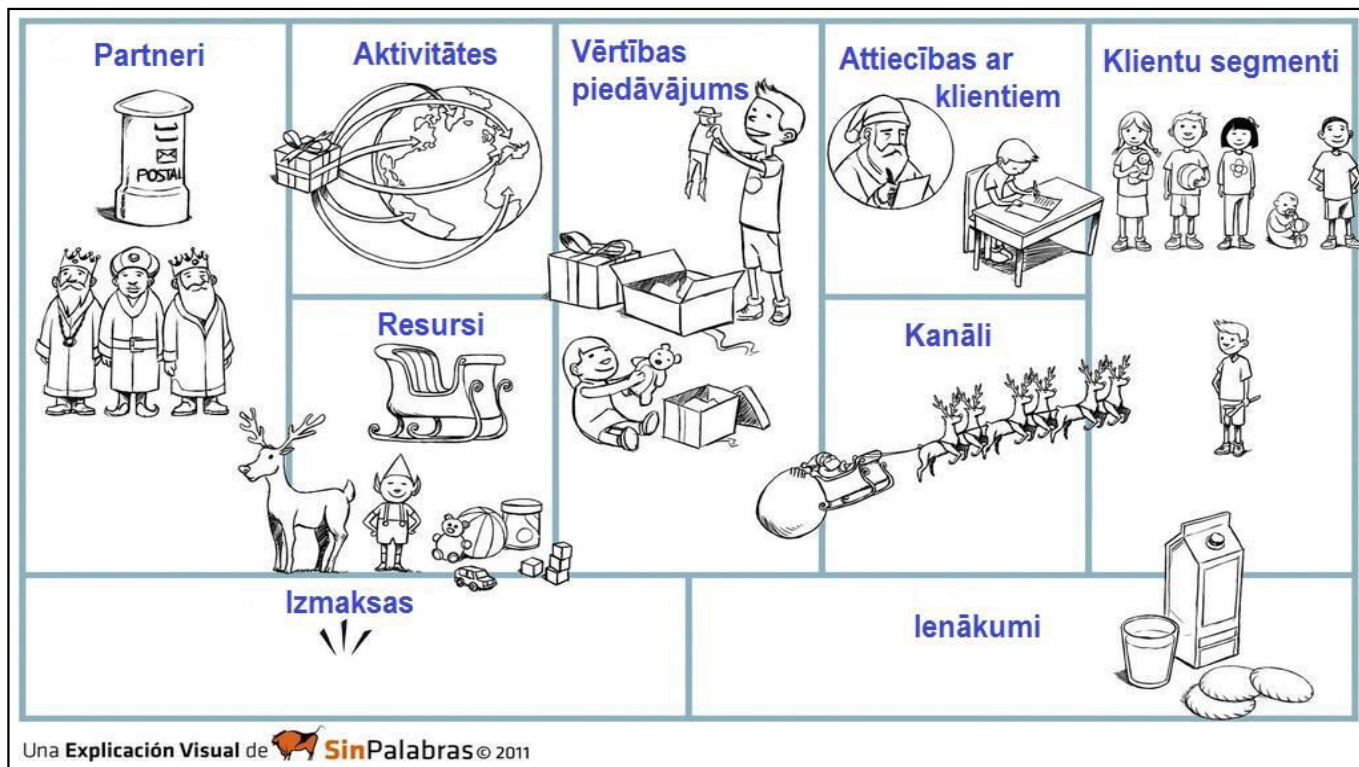 Partneri
POSTAL
Aktivitātes
Resursi
Vērtības
piedāvājums
Attiecības ar
klientiem
Kanāli
Klientu segmenti
Izmaksas
Ienākumi
Una Explicación Visual de SinPalabras © 2011